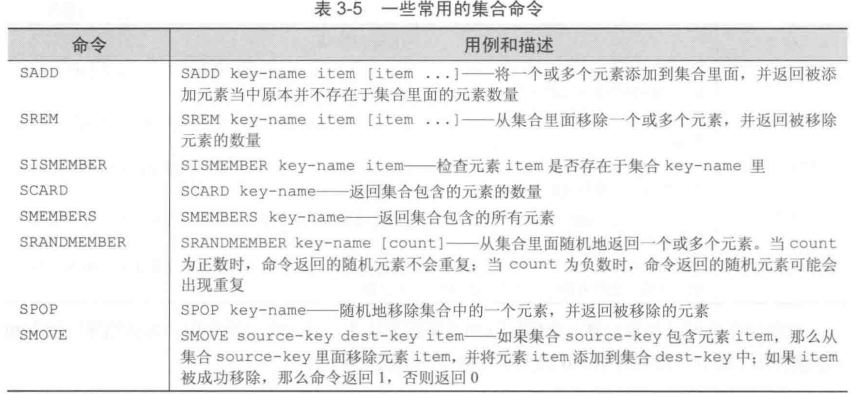 表 3-5 一些常用的集合命令
命令 用例和描述
SADD SADD key-name item [item ...]——将一个或多个元素添加到集合里面，并返回被添
加元素当中原本并不存在于集合里面的元素数量
SREM SREM key-name item [item ...]——从集合里面移除一个或多个元素，并返回被移除
元素的数量
SISMEMBER SISMEMBER key-name item——检查元素 item 是否存在于集合 key-name 里
SCARD SCARD key-name——返回集合包含的元素的数量
SMEMBERS SMEMBERS key-name——返回集合包含的所有元素
SRANDMEMBER SRANDMEMBER key-name [count]——从集合里面随机地返回一个或多个元素。当 count
为正数时，命令返回的随机元素不会重复；当 count 为负数时，命令返回的随机元素可能会
出现重复
SPOP SPOP key-name——随机地移除集合中的一个元素，并返回被移除的元素
SMOVE SMOVE source-key dest-key item——如果集合 source-key 包含元素 item，那么从
集合 source-key 里面移除元素 item，并将元素 item 添加到集合 dest-key 中；如果 item
被成功移除，那么命令返回 1，否则返回 0